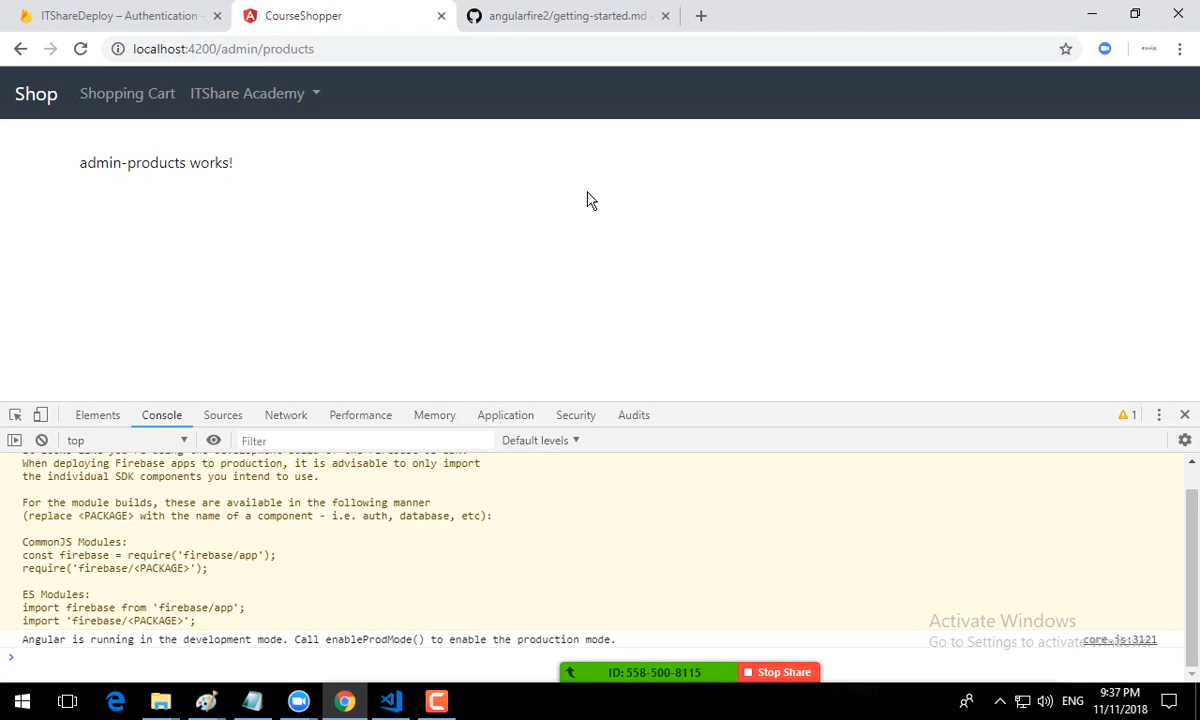 ITShareDeploy – Authentication
CourseShopper
angularfire2/getting-started.md
localhost:4200/admin/products
Shop
Shopping Cart
ITShare Academy
admin-products works!
Elements
Console
Sources
Network
Performance
Memory
Application
Security
Audits
1
top
Filter
Default levels
When deploying Firebase apps to production, it is advisable to only import
the individual SDK components you intend to use.
For the module builds, these are available in the following manner
(replace <PACKAGE> with the name of a component - i.e. auth, database, etc):
CommonJS Modules:
const firebase = require('firebase/app');
require('firebase/<PACKAGE>');
ES Modules:
import firebase from 'firebase/app';
import 'firebase/<PACKAGE>';
Angular is running in the development mode. Call enableProdMode() to enable the production mode.
core.js:3121
Activate Windows
Go to Settings to activate
ID: 558-500-8115
Stop Share
ENG
9:37 PM
11/11/2018